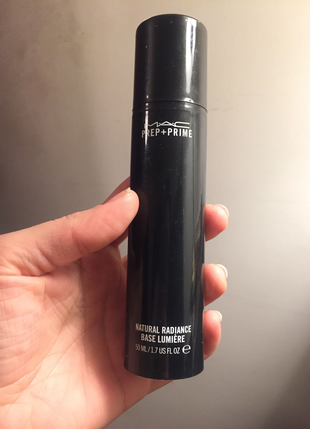 MAC
PREP+PRIME
NATURAL RADIANCE
BASE LUMIÈRE
50 ML / 1.7 US FL OZ ℮